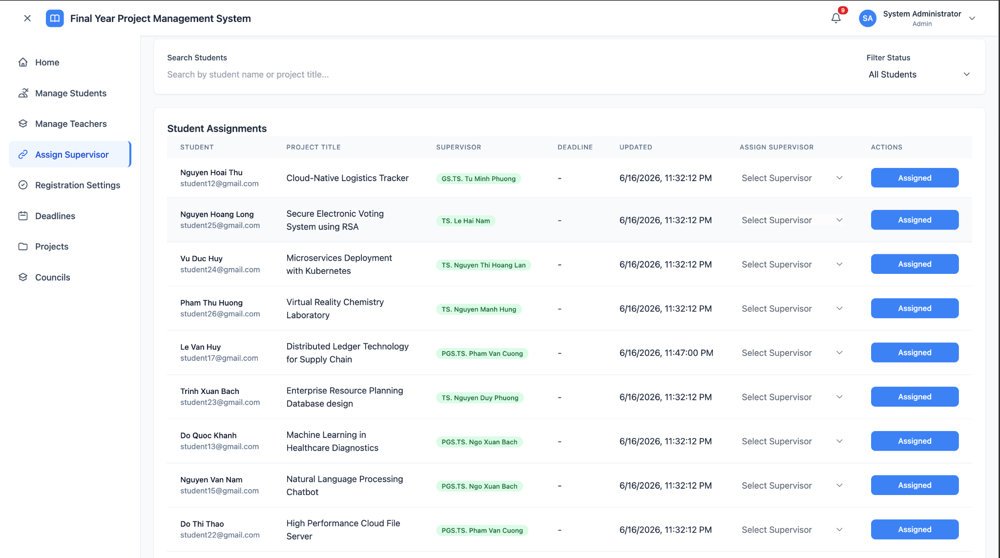 Final Year Project Management System
9
SA
System Administrator
Admin
Home
Manage Students
Manage Teachers
Assign Supervisor
Registration Settings
Deadlines
Projects
Councils
Search Students
Search by student name or project title...
Filter Status
All Students
Student Assignments
STUDENT PROJECT TITLE SUPERVISOR DEADLINE UPDATED ASSIGN SUPERVISOR ACTIONS
Nguyen Hoai Thu
student12@gmail.com
Cloud-Native Logistics Tracker
GS.TS. Tu Minh Phuong
-
6/16/2026, 11:32:12 PM
Select Supervisor
Assigned
Nguyen Hoang Long
student25@gmail.com
Secure Electronic Voting
System using RSA
TS. Le Hai Nam
-
6/16/2026, 11:32:12 PM
Select Supervisor
Assigned
Vu Duc Huy
student24@gmail.com
Microservices Deployment
with Kubernetes
TS. Nguyen Thi Hoang Lan
-
6/16/2026, 11:32:12 PM
Select Supervisor
Assigned
Pham Thu Huong
student26@gmail.com
Virtual Reality Chemistry
Laboratory
TS. Nguyen Manh Hung
-
6/16/2026, 11:32:12 PM
Select Supervisor
Assigned
Le Van Huy
student17@gmail.com
Distributed Ledger Technology
for Supply Chain
PGS.TS. Pham Van Cuong
-
6/16/2026, 11:47:00 PM
Select Supervisor
Assigned
Trinh Xuan Bach
student23@gmail.com
Enterprise Resource Planning
Database design
TS. Nguyen Duy Phuong
-
6/16/2026, 11:32:12 PM
Select Supervisor
Assigned
Do Quoc Khanh
student13@gmail.com
Machine Learning in
Healthcare Diagnostics
PGS.TS. Ngo Xuan Bach
-
6/16/2026, 11:32:12 PM
Select Supervisor
Assigned
Nguyen Van Nam
student15@gmail.com
Natural Language Processing
Chatbot
PGS.TS. Ngo Xuan Bach
-
6/16/2026, 11:32:12 PM
Select Supervisor
Assigned
Do Thi Thao
student22@gmail.com
High Performance Cloud File
Server
PGS.TS. Pham Van Cuong
-
6/16/2026, 11:32:12 PM
Select Supervisor
Assigned